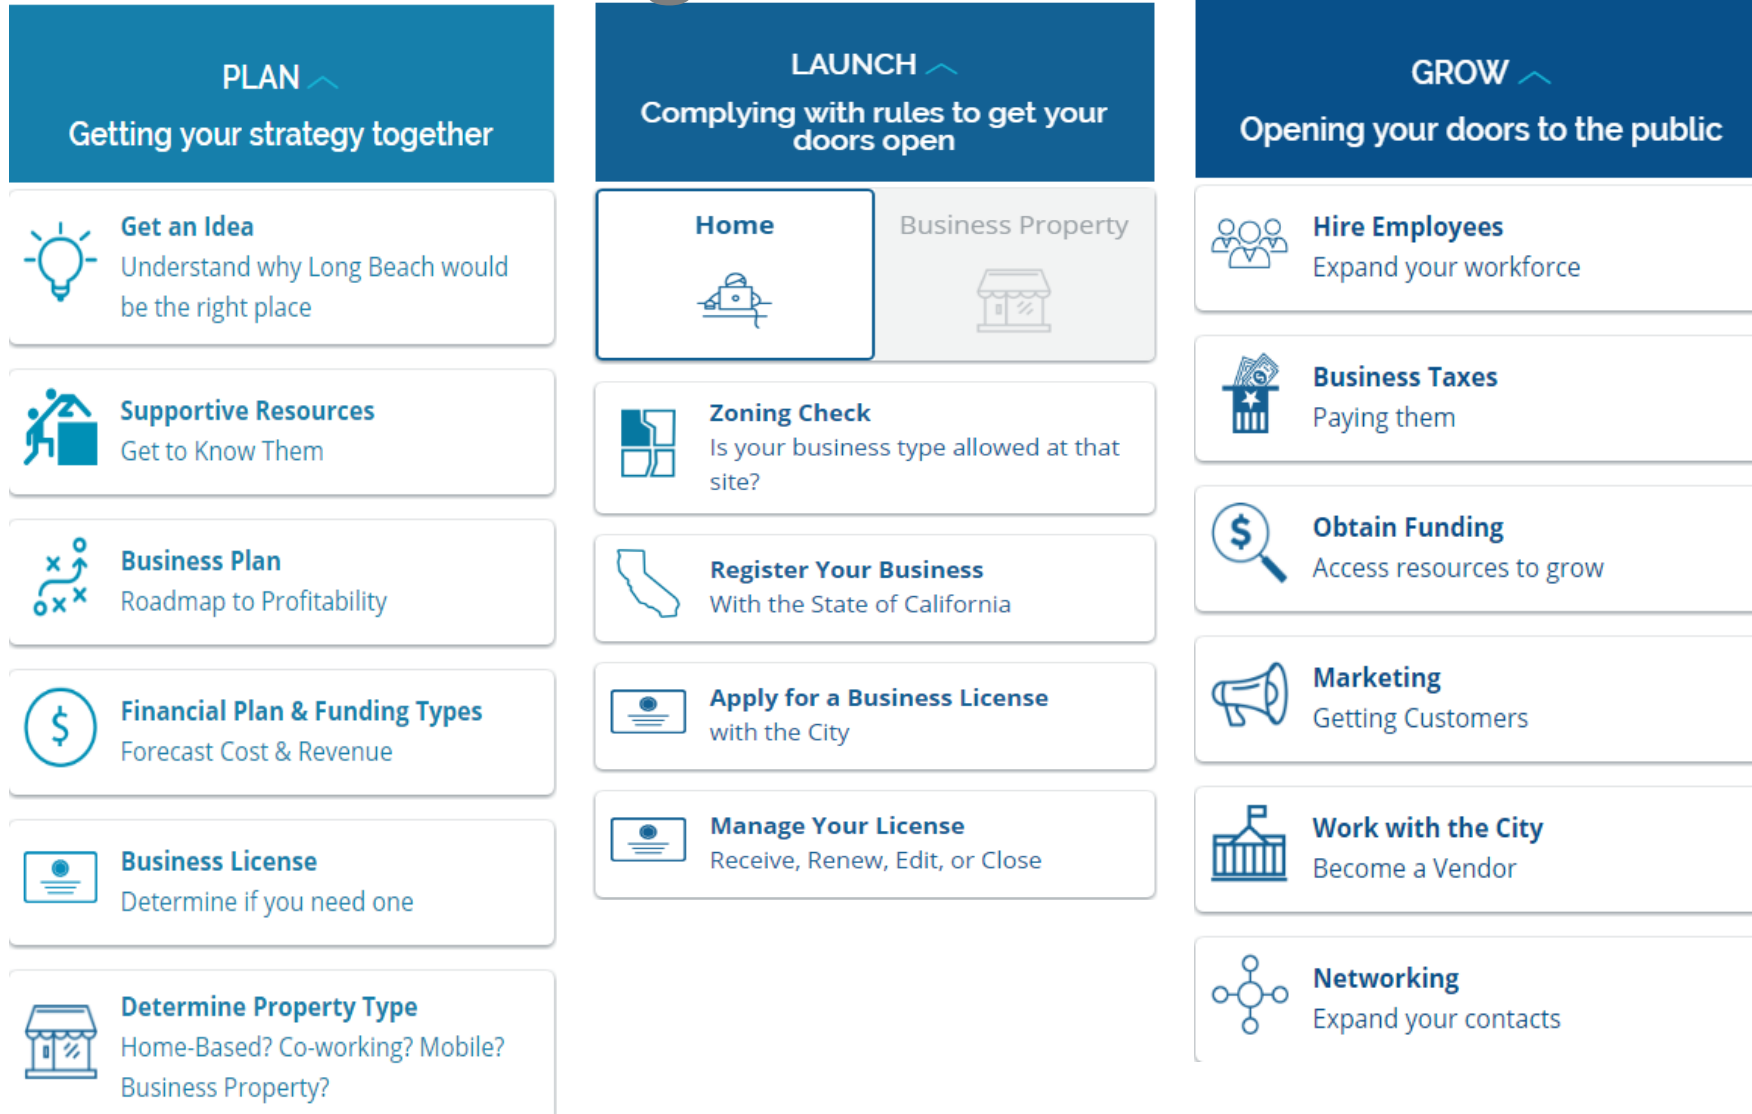 PLAN
Getting your strategy together
Get an Idea
Understand why Long Beach would
be the right place
Supportive Resources
Get to Know Them
Business Plan
Roadmap to Profitability
Financial Plan & Funding Types
Forecast Cost & Revenue
Business License
Determine if you need one
Determine Property Type
Home-Based? Co-working? Mobile?
Business Property?
LAUNCH
Complying with rules to get your
doors open
Home
Business Property
Zoning Check
Is your business type allowed at that
site?
Register Your Business
With the State of California
Apply for a Business License
with the City
Manage Your License
Receive, Renew, Edit, or Close
GROW
Opening your doors to the public
Hire Employees
Expand your workforce
Business Taxes
Paying them
Obtain Funding
Access resources to grow
Marketing
Getting Customers
Work with the City
Become a Vendor
Networking
Expand your contacts